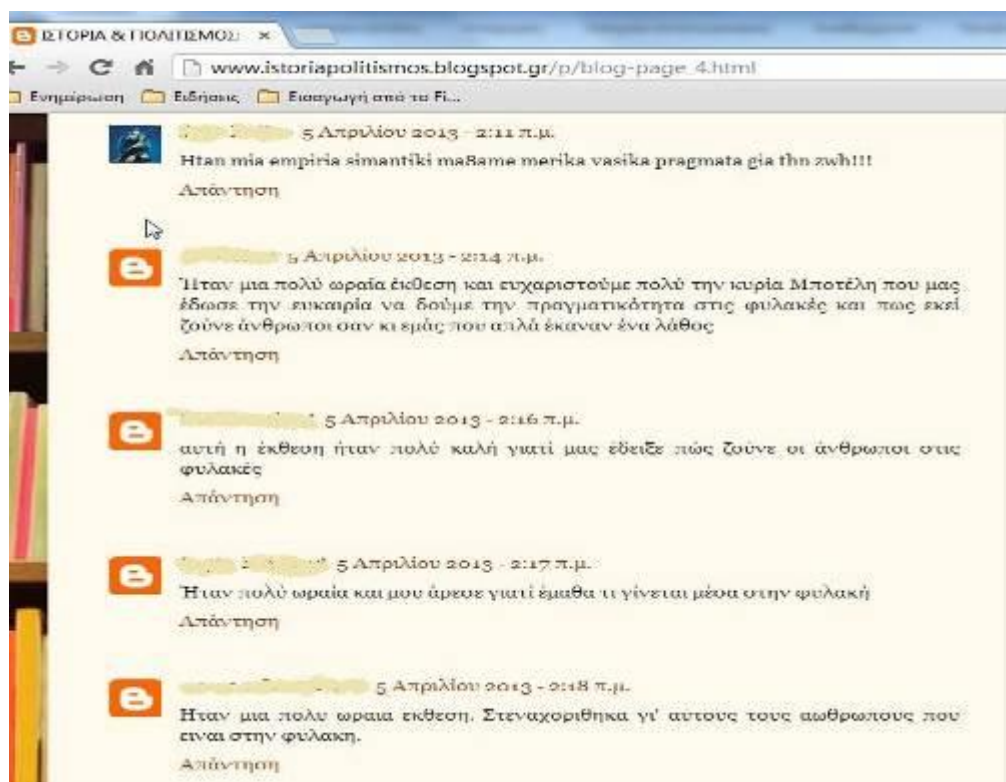 ΙΣΤΟΡΙΑ & ΠΟΛΙΤΙΣΜΟΣ:
www.istoriapolitismos.blogspot.gr/p/blog-page_4.html
Ενημέρωση Ειδήσεις Εισαγωγή από το Fi...
5 Απριλίου 2013 - 2:11 π.μ.
Htan mia empiria simantiki ma8ame merika vasika pragmata gia thn zwh!!!
Απάντηση
5 Απριλίου 2013 - 2:14 π.μ.
Ήταν μια πολύ ωραία έκθεση και ευχαριστούμε πολύ την κυρία Μποτέλη που μας
έδωσε την ευκαιρία να δούμε την πραγματικότητα στις φυλακές και πως εκεί
ζούνε άνθρωποι σαν κι εμάς που απλά έκαναν ένα λάθος
Απάντηση
5 Απριλίου 2013 - 2:16 π.μ.
αυτή η έκθεση ήταν πολύ καλή γιατί μας έδειξε πώς ζούνε οι άνθρωποι στις
φυλακές
Απάντηση
5 Απριλίου 2013 - 2:17 π.μ.
Ήταν πολύ ωραία και μου άρεσε γιατί έμαθα τι γίνεται μέσα στην φυλακή
Απάντηση
5 Απριλίου 2013 - 2:18 π.μ.
Ηταν μια πολυ ωραια εκθεση. Στεναχοριθηκα γι' αυτους τους αωθρωπους που
ειναι στην φυλακη.
Απάντηση